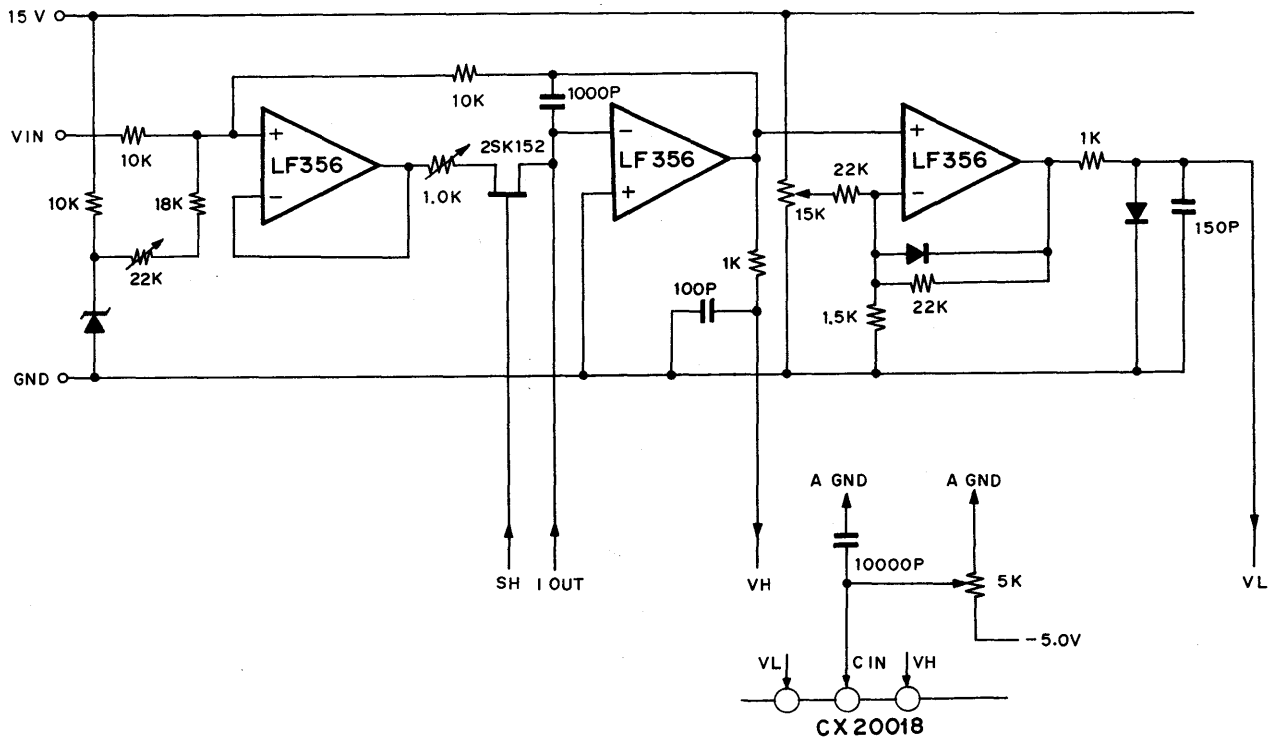 15 V
10K
1000P
VIN
10K
+
LF356
-
1.0K
2SK152
-
LF356
+
+
LF356
-
1K
10K
18K
22K
15K
22K
150P
1K
100P
22K
1.5K
GND
SH
I OUT
VH
A GND
A GND
10000P
5K
-5.0V
VL
VL
C IN
VH
CX20018